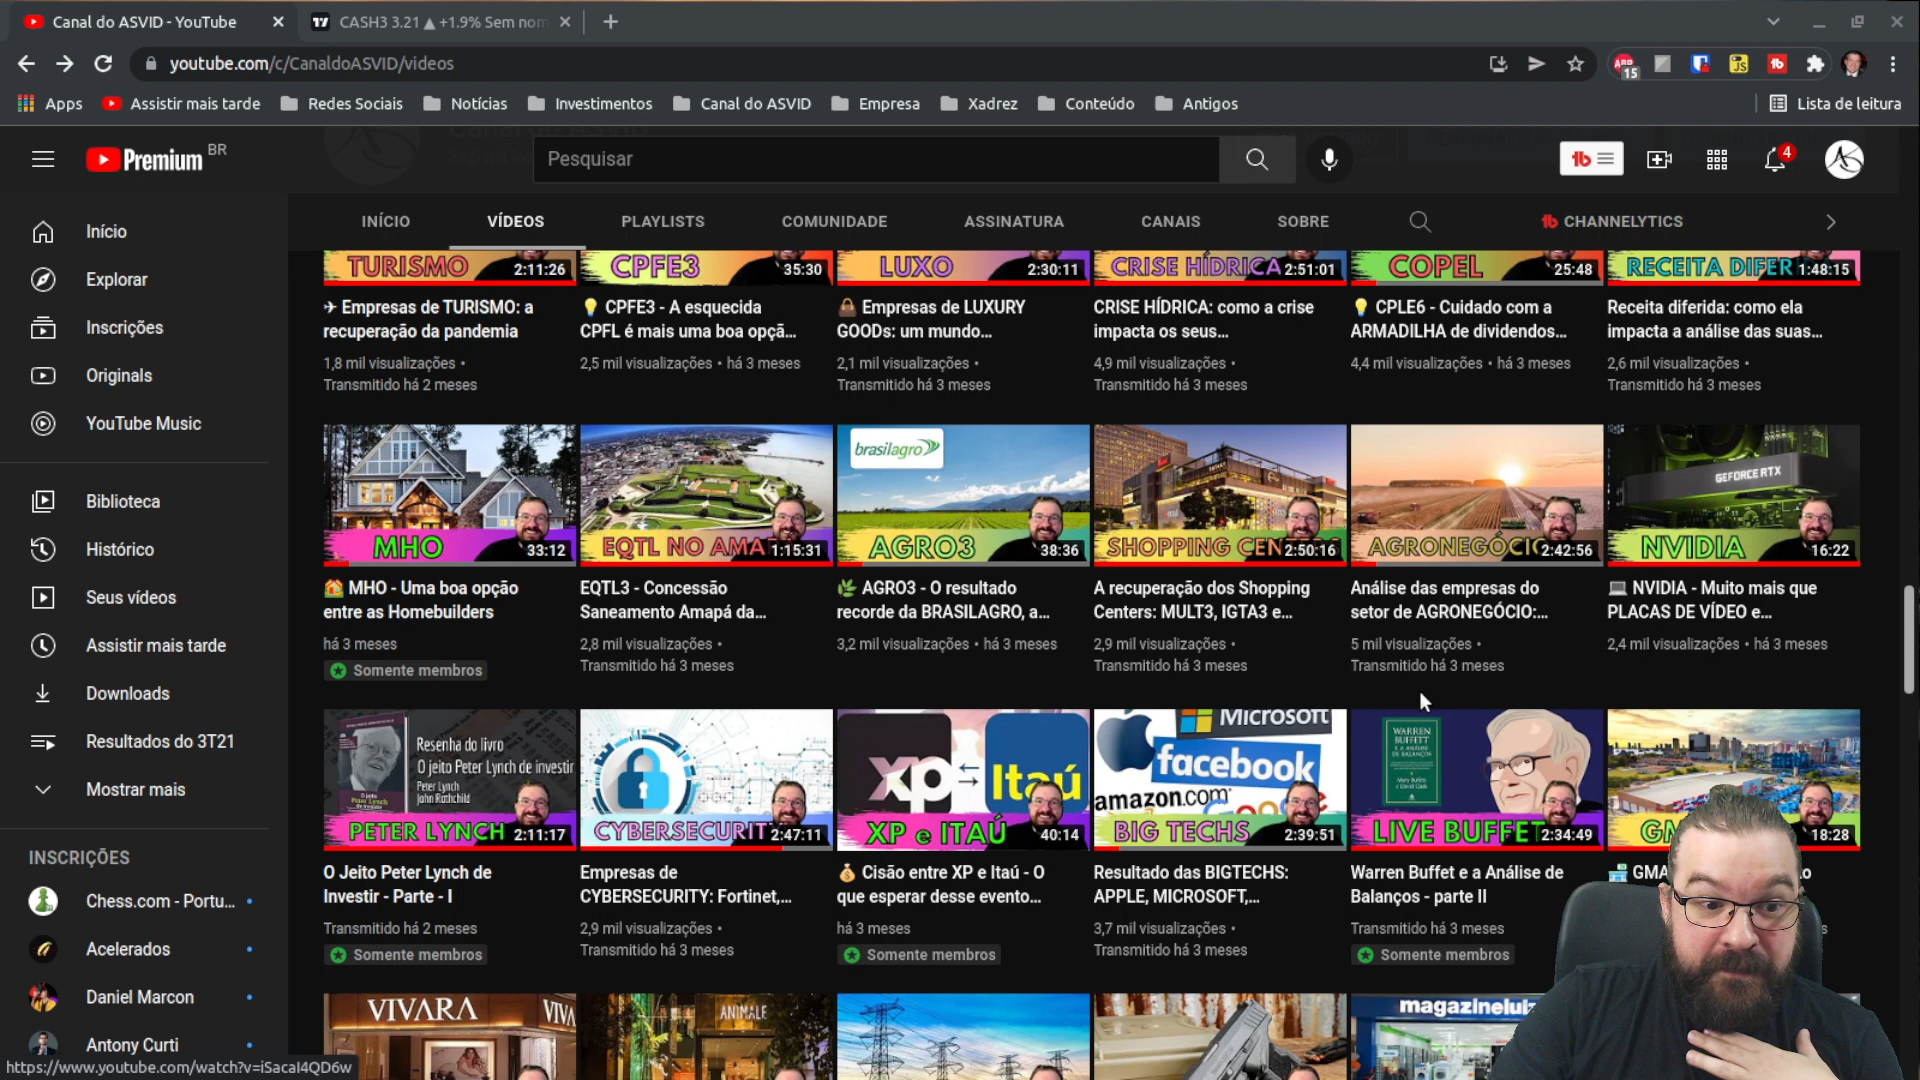 Canal do ASVID - YouTube
CASH3 3.21 ▲ +1.9% Sem nom
youtube.com/c/CanaldoASVID/videos
15
Apps
Assistir mais tarde
Redes Sociais
Notícias
Investimentos
Canal do ASVID
Empresa
Xadrez
Conteúdo
Antigos
Lista de leitura
Premium BR
Pesquisar
4
INÍCIO
VÍDEOS
PLAYLISTS
COMUNIDADE
ASSINATURA
CANAIS
SOBRE
CHANNELYTICS
Início
Explorar
Inscrições
Originals
YouTube Music
Biblioteca
Histórico
Seus vídeos
Assistir mais tarde
Downloads
Resultados do 3T21
Mostrar mais
INSCRIÇÕES
Chess.com - Portu...
Acelerados
Daniel Marcon
Antony Curti
https://www.youtube.com/watch?v=iSacaI4QD6w
TURISMO 2:11:26
✈ Empresas de TURISMO: a
recuperação da pandemia
1,8 mil visualizações •
Transmitido há 2 meses
CPFE3 35:30
💡 CPFE3 - A esquecida
CPFL é mais uma boa opçã...
2,5 mil visualizações • há 3 meses
LUXO 2:30:11
👜 Empresas de LUXURY
GOODs: um mundo...
2,1 mil visualizações •
Transmitido há 3 meses
CRISE HÍDRICA 2:51:01
CRISE HÍDRICA: como a crise
impacta os seus...
4,9 mil visualizações •
Transmitido há 3 meses
COPEL 25:48
💡 CPLE6 - Cuidado com a
ARMADILHA de dividendos...
4,4 mil visualizações • há 3 meses
RECEITA DIFER 1:48:15
Receita diferida: como ela
impacta a análise das suas...
2,6 mil visualizações •
Transmitido há 3 meses
MHO 33:12
🏠 MHO - Uma boa opção
entre as Homebuilders
há 3 meses
Somente membros
EQTL NO AMA 1:15:31
EQTL3 - Concessão
Saneamento Amapá da...
2,8 mil visualizações •
Transmitido há 3 meses
brasilagro
AGRO3 38:36
🌿 AGRO3 - O resultado
recorde da BRASILAGRO, a...
3,2 mil visualizações • há 3 meses
SHOPPING CEN 2:50:16
A recuperação dos Shopping
Centers: MULT3, IGTA3 e...
2,9 mil visualizações •
Transmitido há 3 meses
AGRONEGÓCIO 2:42:56
Análise das empresas do
setor de AGRONEGÓCIO:...
5 mil visualizações •
Transmitido há 3 meses
GEFORCE RTX
NVIDIA 16:22
💻 NVIDIA - Muito mais que
PLACAS DE VÍDEO e...
2,4 mil visualizações • há 3 meses
Resenha do livro
O jeito Peter Lynch de investir
Peter Lynch
John Rothchild
PETER LYNCH 2:11:17
O Jeito Peter Lynch de
Investir - Parte - I
Transmitido há 2 meses
Somente membros
CYBERSECURIT 2:47:11
Empresas de
CYBERSECURITY: Fortinet,...
2,9 mil visualizações •
Transmitido há 3 meses
xp Itaú
XP e ITAÚ 40:14
💰 Cisão entre XP e Itaú - O
que esperar desse evento...
há 3 meses
Somente membros
Microsoft
facebook
amazon.com
Google
BIG TECHS 2:39:51
Resultado das BIGTECHS:
APPLE, MICROSOFT,...
3,7 mil visualizações •
Transmitido há 3 meses
WARREN
BUFFETT
E A ANÁLISE
DE BALANÇOS
LIVE BUFFET 2:34:49
Warren Buffet e a Análise de
Balanços - parte II
Transmitido há 3 meses
Somente membros
GM 18:28
🏪 GMA
VIVARA VIVA
ANIMALE
magazineluiz